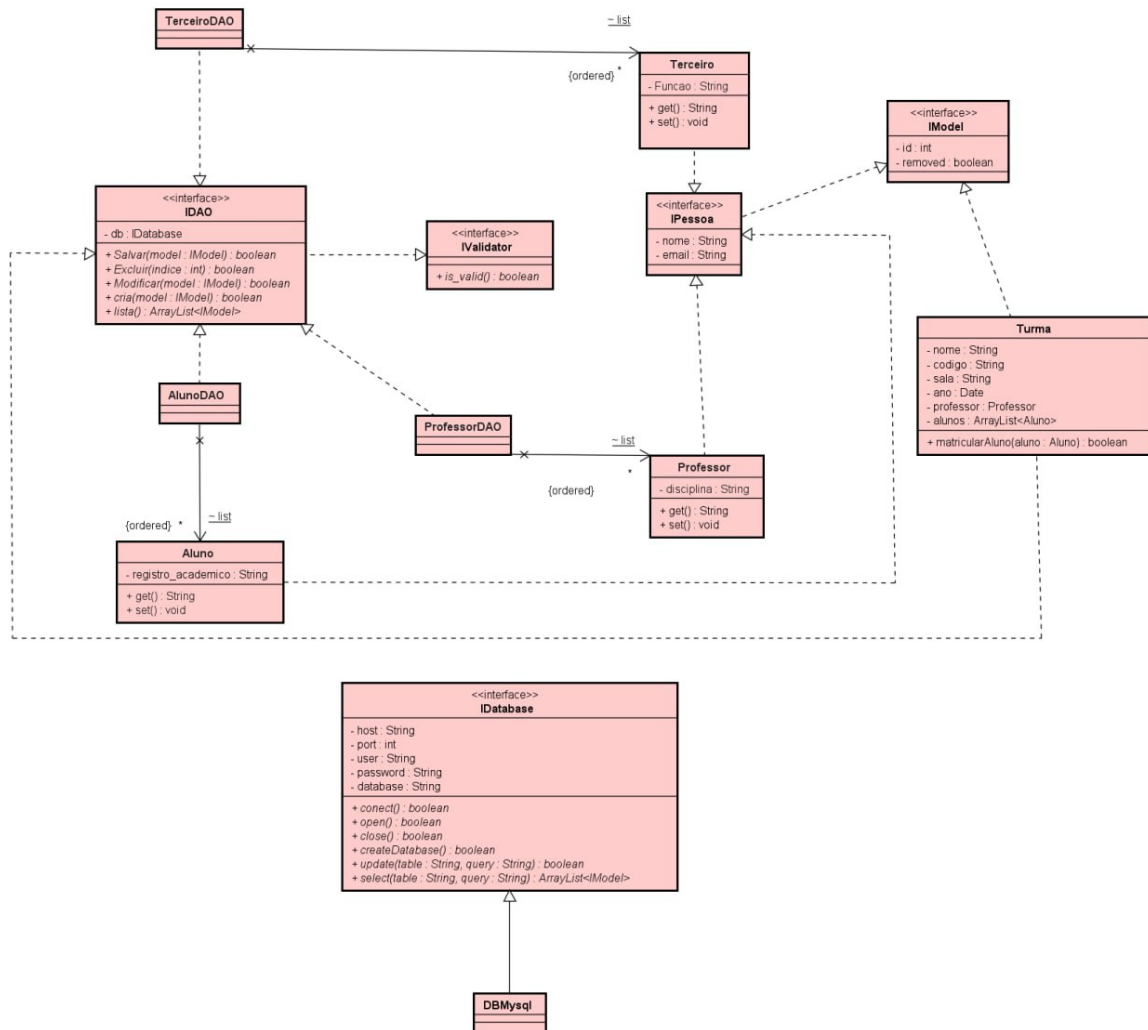 TerceiroDAO
~ list
{ordered} *
Terceiro
- Funcao : String
+ get() : String
+ set() : void
<<interface>>
IModel
- id : int
- removed : boolean
<<interface>>
IDAO
- db : IDatabase
+ Salvar(model : IModel) : boolean
+ Excluir(indice : int) : boolean
+ Modificar(model : IModel) : boolean
+ cria(model : IModel) : boolean
+ lista() : ArrayList<IModel>
<<interface>>
IValidator
+ is_valid() : boolean
<<interface>>
IPessoa
- nome : String
- email : String
Turma
- nome : String
- codigo : String
- sala : String
- ano : Date
- professor : Professor
- alunos : ArrayList<Aluno>
+ matricularAluno(aluno : Aluno) : boolean
AlunoDAO
ProfessorDAO
~ list
*
{ordered}
Professor
- disciplina : String
+ get() : String
+ set() : void
~ list
{ordered} *
Aluno
- registro_academico : String
+ get() : String
+ set() : void
<<interface>>
IDatabase
- host : String
- port : int
- user : String
- password : String
- database : String
+ conect() : boolean
+ open() : boolean
+ close() : boolean
+ createDatabase() : boolean
+ update(table : String, query : String) : boolean
+ select(table : String, query : String) : ArrayList<IModel>
DBMysql